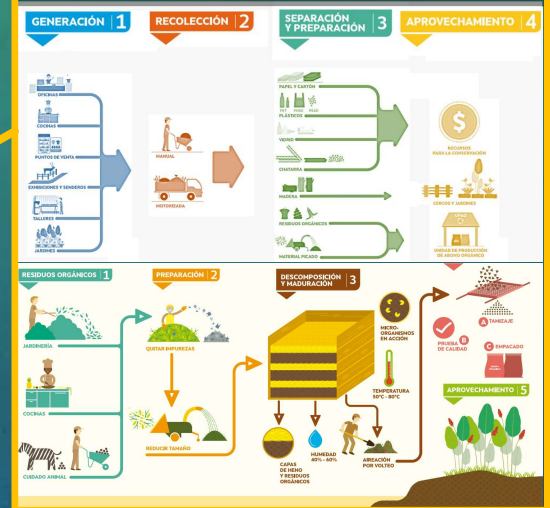 GENERACIÓN 1
RECOLECCIÓN 2
SEPARACIÓN
Y PREPARACIÓN 3
APROVECHAMIENTO 4
OFICINAS
COCINAS
PUNTOS DE VENTA
EXHIBICIONES Y SENDEROS
TALLERES
JARDINES
MANUAL
MOTORIZADA
PAPEL Y CARTÓN
PET PEAD
PLÁSTICOS
VIDRIO
CHATARRA
MADERA
RESIDUOS ORGÁNICOS
MATERIAL PICADO
RECURSOS
PARA LA CONSERVACIÓN
CERCOS Y JARDINES
UPAO
UNIDAD DE PRODUCCIÓN
DE ABONO ORGÁNICO
RESIDUOS ORGÁNICOS 1
JARDINERÍA
COCINAS
CUIDADO ANIMAL
PREPARACIÓN 2
QUITAR IMPUREZAS
REDUCIR TAMAÑO
DESCOMPOSICIÓN
Y MADURACIÓN 3
MICRO-
ORGANISMOS
EN ACCIÓN
TEMPERATURA
50°C - 80°C
CAPAS
DE HENO
Y RESIDUOS
ORGÁNICOS
HUMEDAD
40% - 60%
AIREACIÓN
POR VOLTEO
A TAMIZAJE
PRUEBA B
DE CALIDAD
C EMPACADO
APROVECHAMIENTO 5